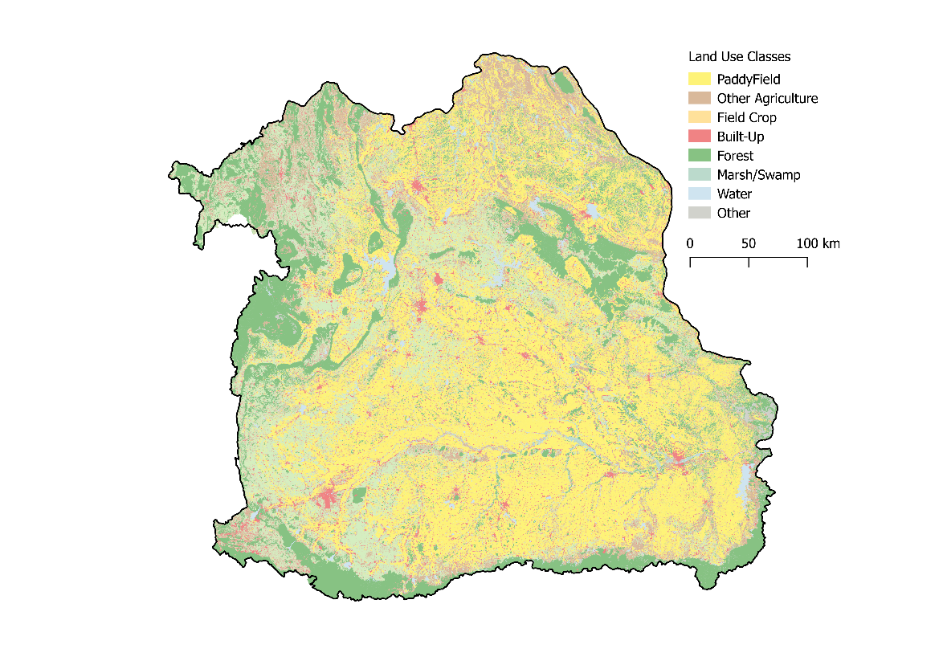 Land Use Classes
PaddyField
Other Agriculture
Field Crop
Built-Up
Forest
Marsh/Swamp
Water
Other
0 50 100 km